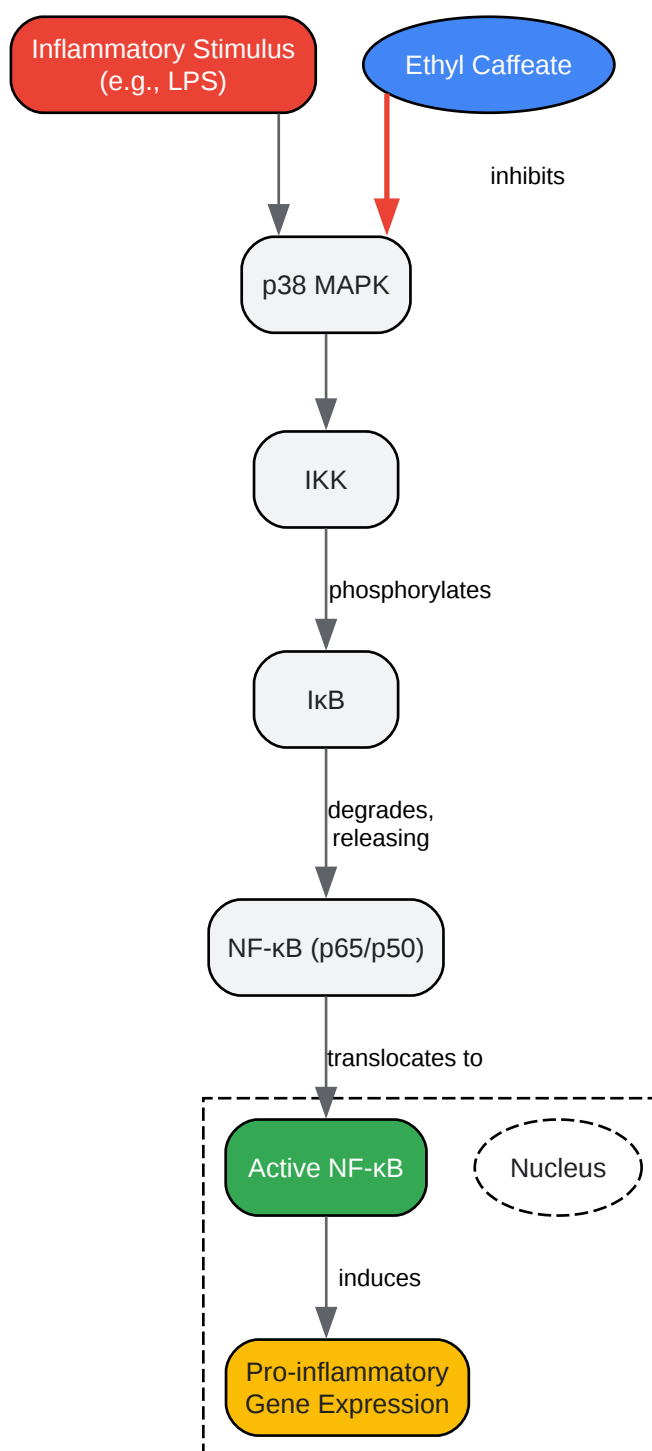 Inflammatory Stimulus
(e.g., LPS)
Ethyl Caffeate
inhibits
p38 MAPK
IKK
phosphorylates
IκB
degrades,
releasing
NF-κB (p65/p50)
translocates to
Active NF-κB
Nucleus
induces
Pro-inflammatory
Gene Expression